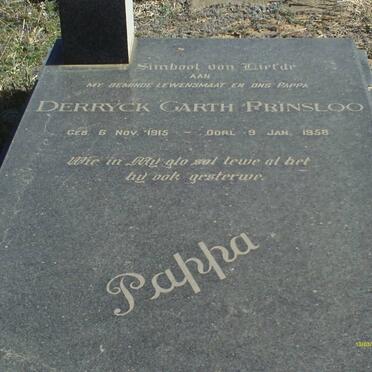 Simbool van Liefde
AAN
MY BEMINDE LEWENSMAAT EN ONS PAPPA
DERRYCK GARTH PRINSLOO
GEB. 6 NOV. 1915 — OORL. 9 JAN. 1958
Wie in My glo sal lewe al het
hy ook gesterwe.
Pappa